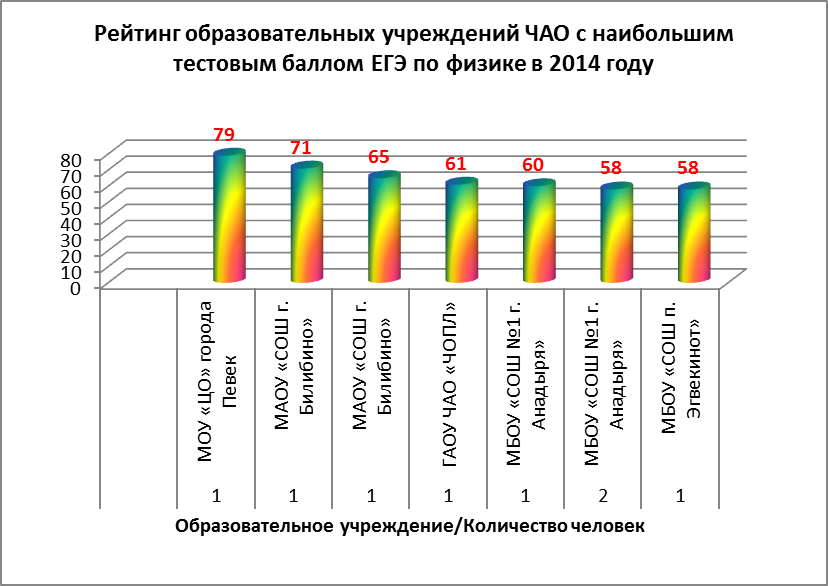 Рейтинг образовательных учреждений ЧАО с наибольшим
тестовым баллом ЕГЭ по физике в 2014 году
79
71
65
61
60
58
58
80
70
60
50
40
30
20
10
0
МОУ «ЦО» города
Певек
МАОУ «СОШ г.
Билибино»
МАОУ «СОШ г.
Билибино»
ГАОУ ЧАО «ЧОПЛ»
МБОУ «СОШ №1 г.
Анадыря»
МБОУ «СОШ №1 г.
Анадыря»
МБОУ «СОШ п.
Эгвекинот»
1
1
1
1
1
2
1
Образовательное учреждение/Количество человек